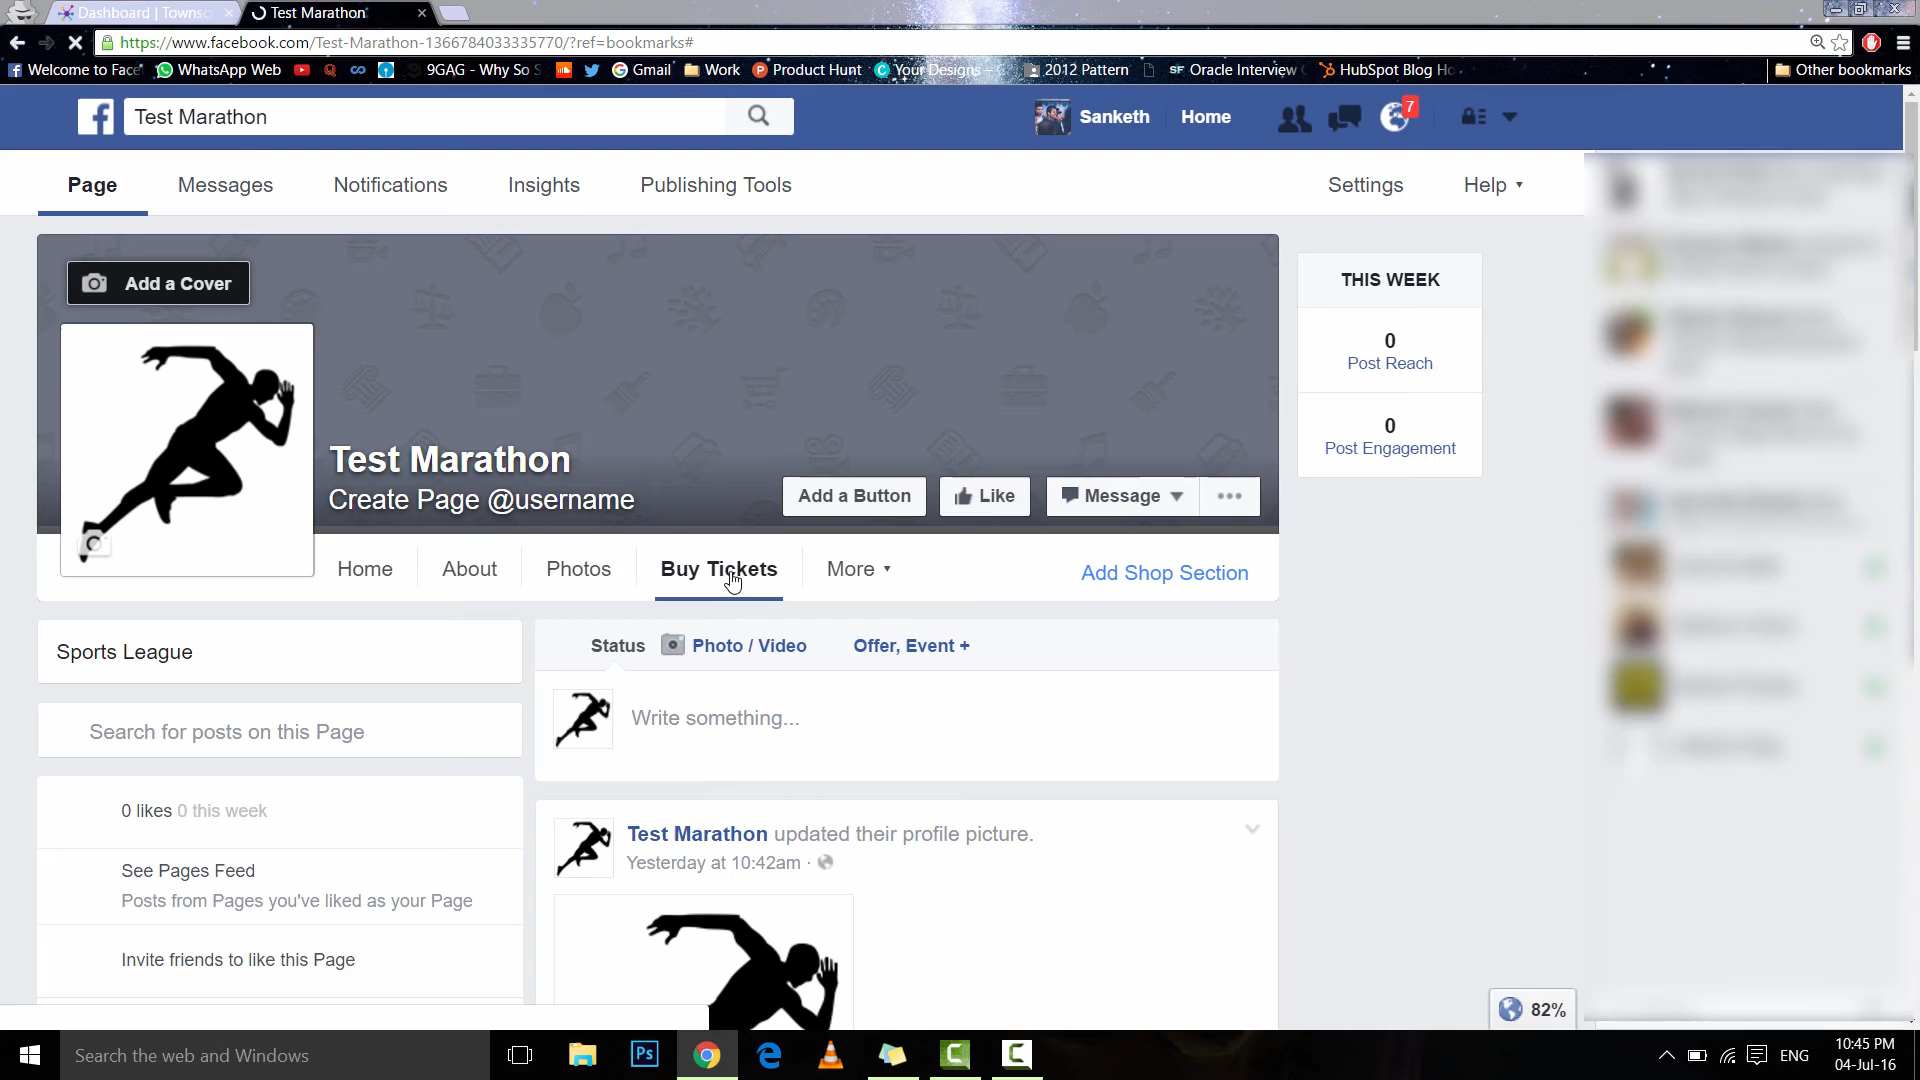 Dashboard | Townsc
Test Marathon
https://www.facebook.com/Test-Marathon-1366784033335770/?ref=bookmarks#
Welcome to Face
WhatsApp Web
9GAG - Why So S
Gmail
Work
Product Hunt
Your Designs –
2012 Pattern
SF Oracle Interview
HubSpot Blog Ho
Other bookmarks
Test Marathon
Sanketh
Home
7
Page
Messages
Notifications
Insights
Publishing Tools
Settings
Help
Add a Cover
THIS WEEK
0
Post Reach
0
Post Engagement
Test Marathon
Create Page @username
Add a Button
Like
Message
Home
About
Photos
Buy Tickets
More
Add Shop Section
Sports League
Status
Photo / Video
Offer, Event +
Write something...
Search for posts on this Page
0 likes 0 this week
See Pages Feed
Posts from Pages you've liked as your Page
Invite friends to like this Page
Test Marathon updated their profile picture.
Yesterday at 10:42am ·
82%
Search the web and Windows
Ps
ENG
10:45 PM
04-Jul-16